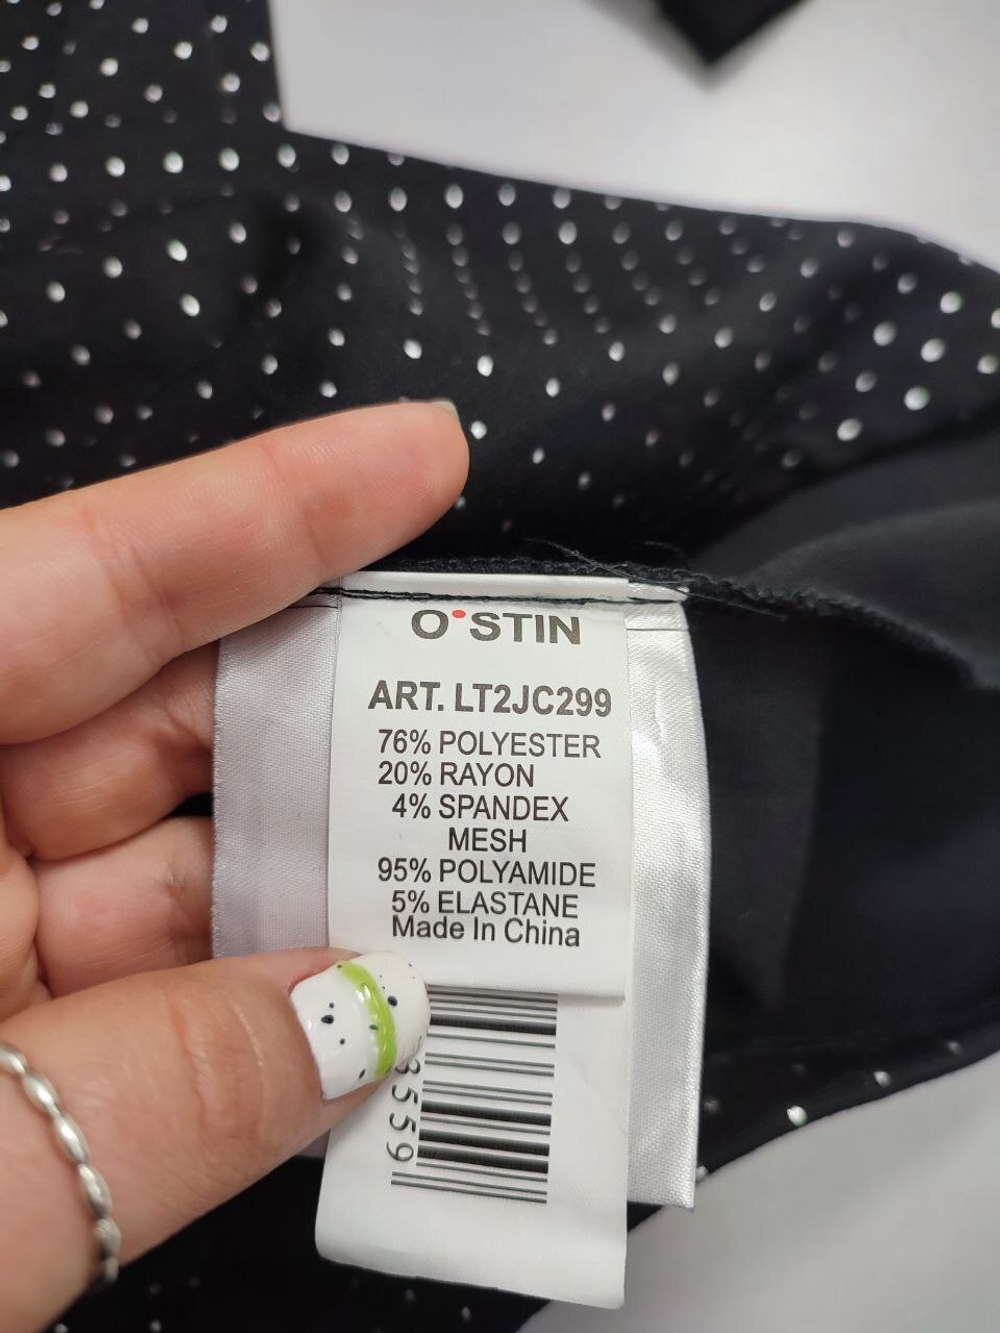 O'STIN
ART. LT2JC299
76% POLYESTER
20% RAYON
4% SPANDEX
MESH
95% POLYAMIDE
5% ELASTANE
Made In China
3559